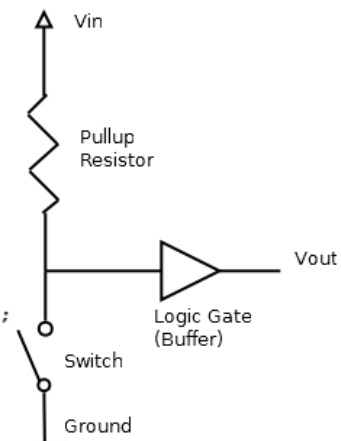 Vin
Pullup
Resistor
Vout
Logic Gate
(Buffer)
;
Switch
Ground